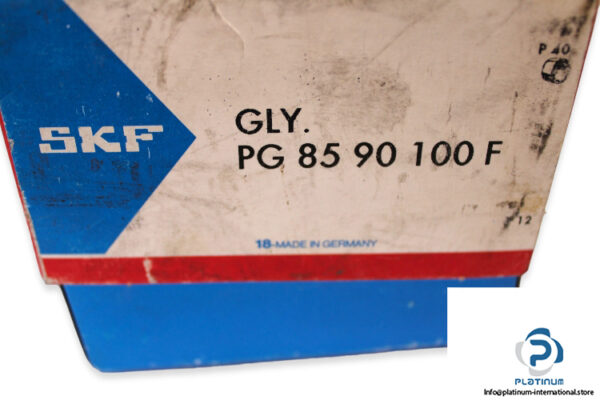 P 40
SKF
GLY.
PG 85 90 100 F
12
18-MADE IN GERMANY
PLATINUM
info@platinum-international.store